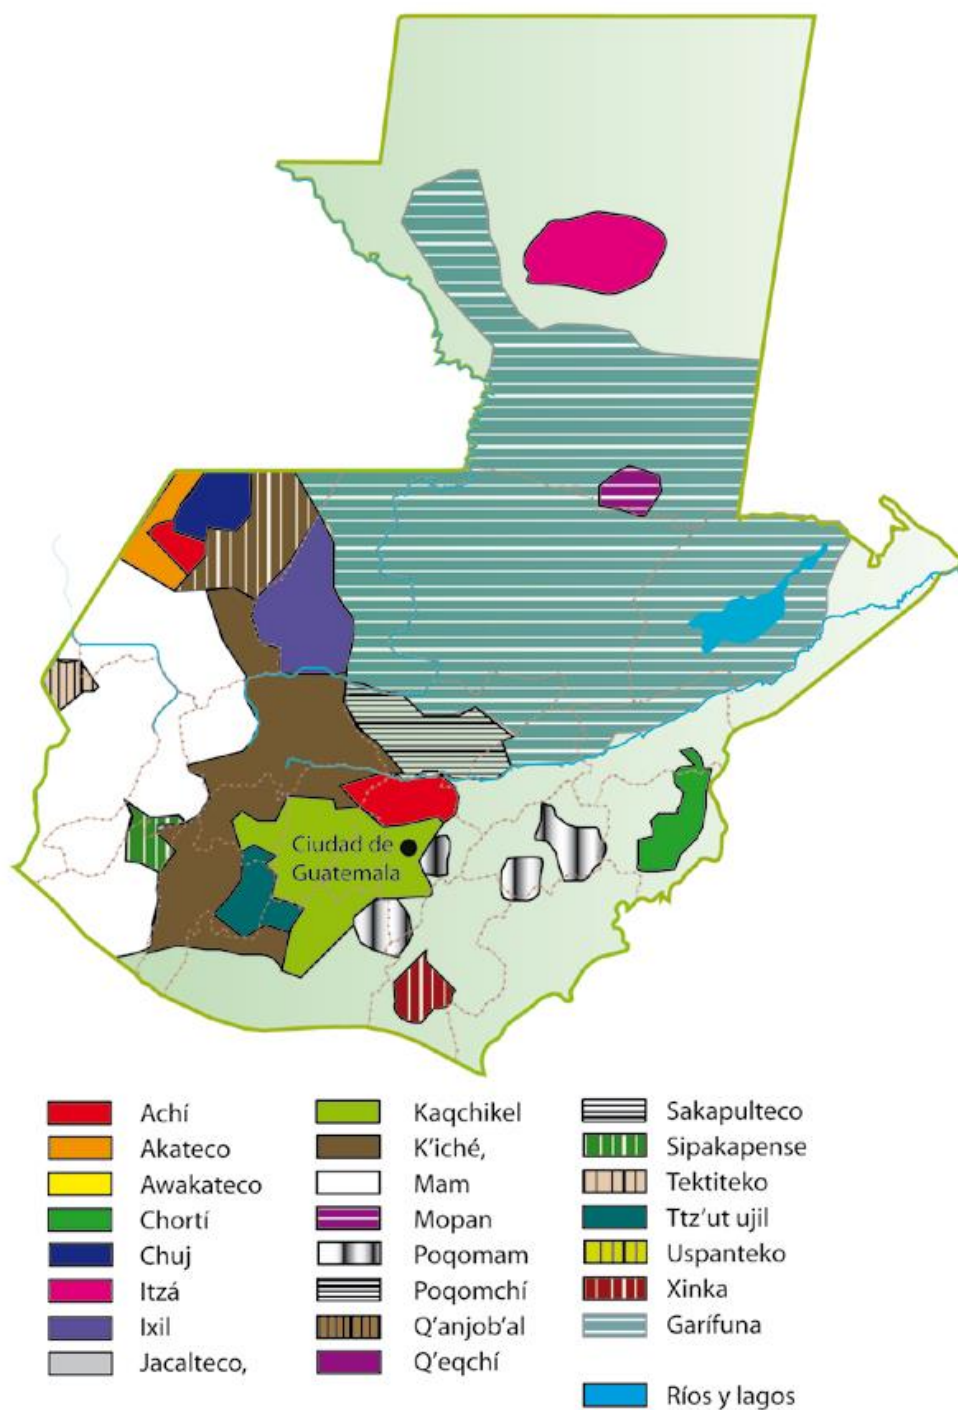 Ciudad de
Guatemala
Achí
Akateco
Awakateco
Chortí
Chuj
Itzá
Ixil
Jacalteco,
Kaqchikel
K'iché,
Mam
Mopan
Poqomam
Poqomchí
Q'anjob'al
Q'eqchí
Sakapulteco
Sipakapense
Tektiteko
Ttz'ut ujil
Uspanteko
Xinka
Garífuna
Ríos y lagos